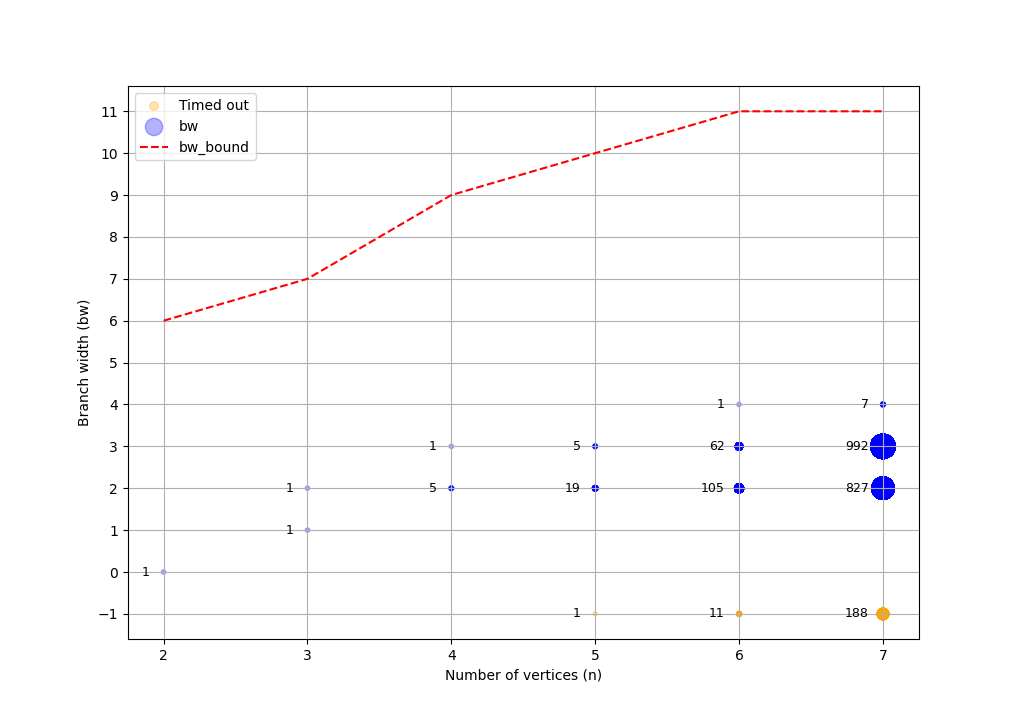 Timed out
bw
bw_bound
11
10
9
8
7
6
5
4
3
2
1
0
−1
Branch width (bw)
1 7
1 5 62 992
1 5 19 105 827
1
1
1 11 188
2 3 4 5 6 7
Number of vertices (n)